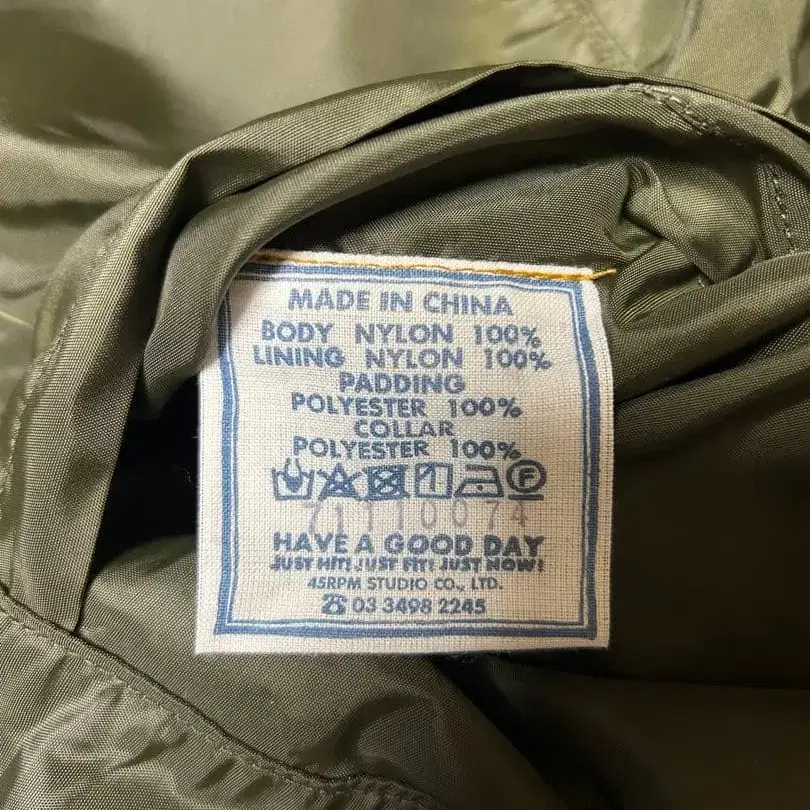 MADE IN CHINA
BODY NYLON 100%
LINING NYLON 100%
PADDING
POLYESTER 100%
COLLAR
POLYESTER 100%
F
71110074
HAVE A GOOD DAY
JUST HIT! JUST FIT! JUST NOW!
45RPM STUDIO CO., LTD.
☎ 03 3498 2245